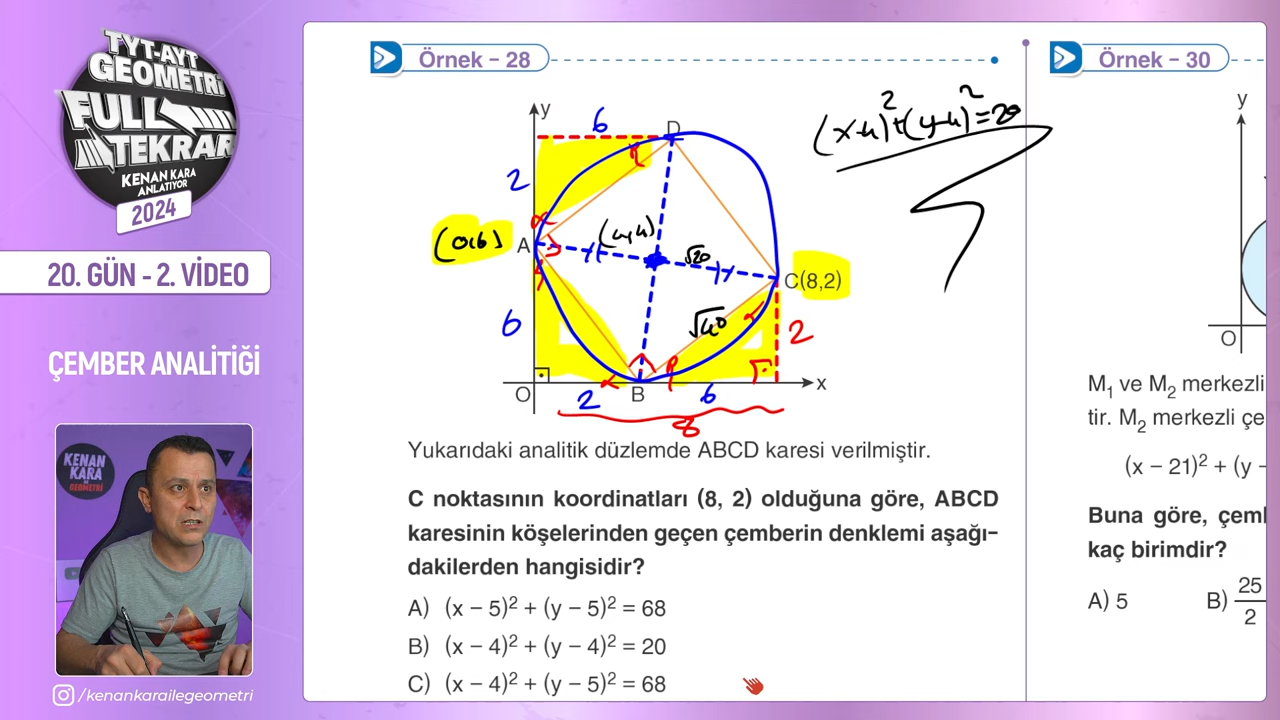 TYT-AYT
GEOMETRİ
FULL
TEKRAR
KENAN KARA
ANLATIYOR
2024
20. GÜN - 2. VİDEO
ÇEMBER ANALİTİĞİ
KENAN
KARA
GEOMETRİ
/kenankarailegeometri
Örnek - 28
y
6
D
2
(0,6)
A
(4,4)
√20
C(8,2)
6
√40
2
O
2
B
6
x
8
(x-4)²+(y-4)²=20
Yukarıdaki analitik düzlemde ABCD karesi verilmiştir.
C noktasının koordinatları (8, 2) olduğuna göre, ABCD
karesinin köşelerinden geçen çemberin denklemi aşağı-
dakilerden hangisidir?
A) (x – 5)² + (y – 5)² = 68
B) (x – 4)² + (y – 4)² = 20
C) (x – 4)² + (y – 5)² = 68
Örnek - 30
y
O
M₁ ve M₂ merkezli
tir. M₂ merkezli çe
(x – 21)² + (y –
Buna göre, çem
kaç birimdir?
A) 5 B) 25/2